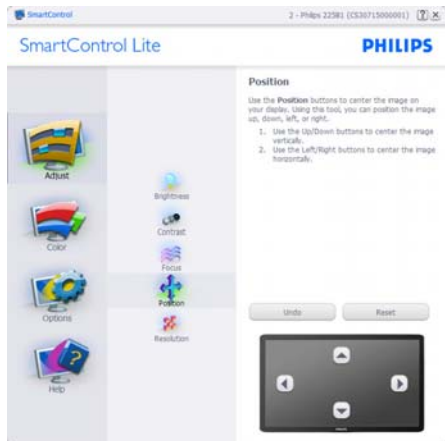 SmartControl
2 - Philips 225B1 (CS30715000001)
SmartControl Lite
PHILIPS
Adjust
Color
Options
Help
Brightness
Contrast
Focus
Position
Resolution
Position
Use the Position buttons to center the image on
your display. Using this tool, you can position the image
up, down, left, or right.
1. Use the Up/Down buttons to center the image
vertically.
2. Use the Left/Right buttons to center the image
horizontally.
Undo
Reset